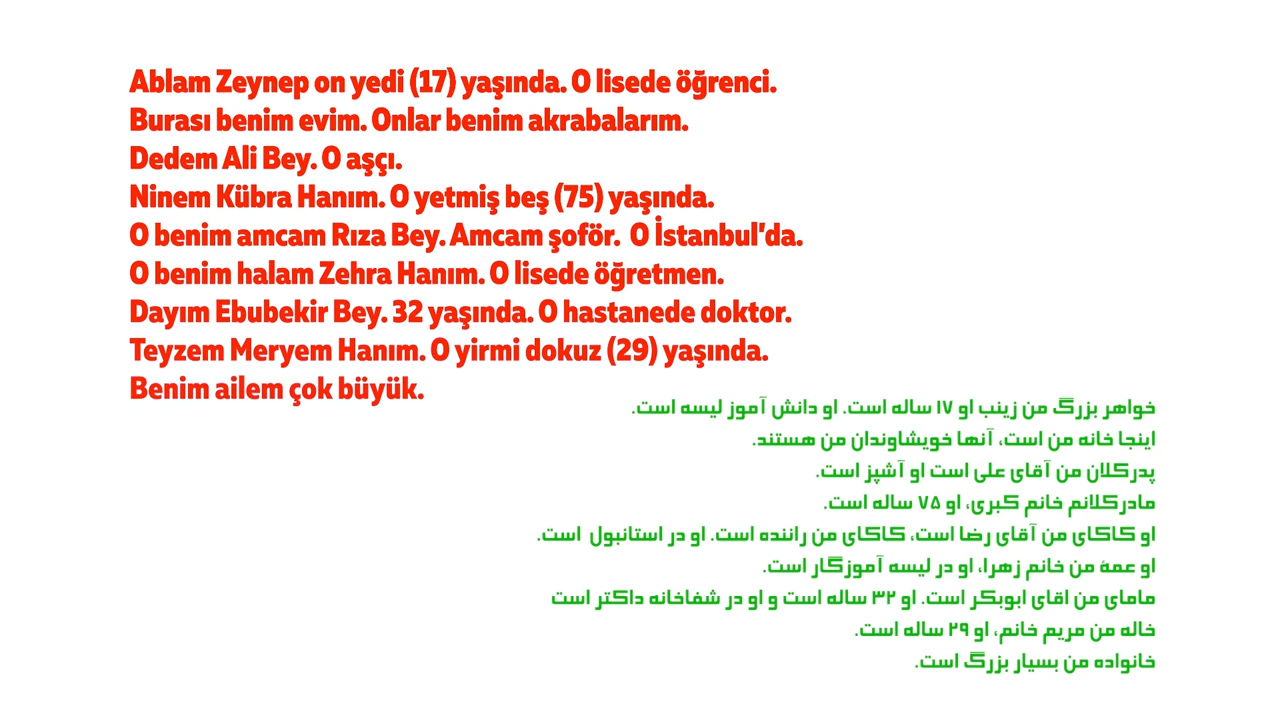 Ablam Zeynep on yedi (17) yaşında. O lisede öğrenci.
Burası benim evim. Onlar benim akrabalarım.
Dedem Ali Bey. O aşçı.
Ninem Kübra Hanım. O yetmiş beş (75) yaşında.
O benim amcam Rıza Bey. Amcam şoför.  O İstanbul'da.
O benim halam Zehra Hanım. O lisede öğretmen.
Dayım Ebubekir Bey. 32 yaşında. O hastanede doktor.
Teyzem Meryem Hanım. O yirmi dokuz (29) yaşında.
Benim ailem çok büyük.
خواهر بزرگ من زینب او ۱۷ ساله است. او دانش آموز لیسه است.
اینجا خانه من است، آنها خویشاوندان من هستند.
پدرکلان من آقای علی است او آشپز است.
مادرکلانم خانم کبری، او ۷۵ ساله است.
او کاکای من آقای رضا است، کاکای من راننده است. او در استانبول  است.
او عمهٔ من خانم زهرا، او در لیسه آموزگار است.
مامای من اقای ابوبکر است. او ۳۲ ساله است و او در شفاخانه داکتر است
خاله من مریم خانم، او ۲۹ ساله است.
خانواده من بسیار بزرگ است.